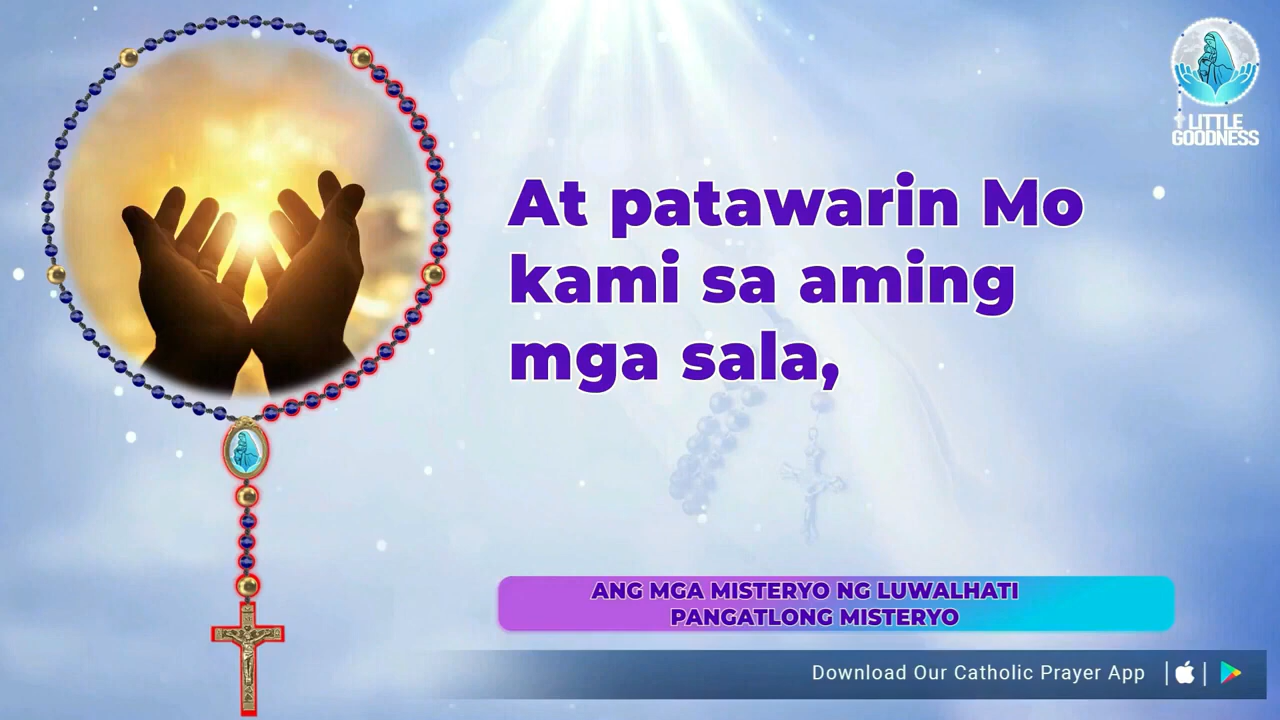 LITTLE
GOODNESS
At patawarin Mo
kami sa aming
mga sala,
ANG MGA MISTERYO NG LUWALHATI
PANGATLONG MISTERYO
Download Our Catholic Prayer App